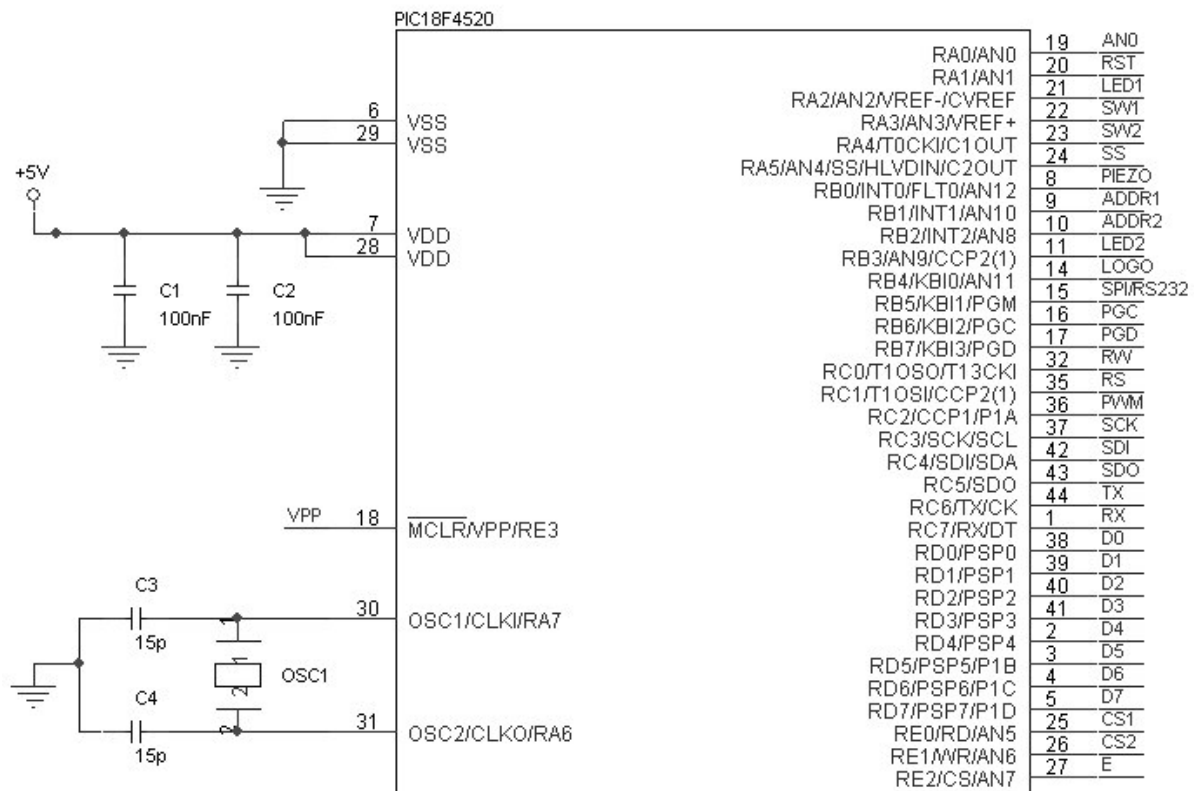 PIC18F4520
RA0/AN0 19 AN0
RA1/AN1 20 RST
RA2/AN2/VREF-/CVREF 21 LED1
RA3/AN3/VREF+ 22 SW1
RA4/T0CKI/C1OUT 23 SW2
RA5/AN4/SS/HLVDIN/C2OUT 24 SS
RB0/INT0/FLT0/AN12 8 PIEZO
RB1/INT1/AN10 9 ADDR1
RB2/INT2/AN8 10 ADDR2
RB3/AN9/CCP2(1) 11 LED2
RB4/KBI0/AN11 14 LOGO
RB5/KBI1/PGM 15 SPI/RS232
RB6/KBI2/PGC 16 PGC
RB7/KBI3/PGD 17 PGD
RC0/T1OSO/T13CKI 32 RW
RC1/T1OSI/CCP2(1) 35 RS
RC2/CCP1/P1A 36 PWM
RC3/SCK/SCL 37 SCK
RC4/SDI/SDA 42 SDI
RC5/SDO 43 SDO
RC6/TX/CK 44 TX
RC7/RX/DT 1 RX
RD0/PSP0 38 D0
RD1/PSP1 39 D1
RD2/PSP2 40 D2
RD3/PSP3 41 D3
RD4/PSP4 2 D4
RD5/PSP5/P1B 3 D5
RD6/PSP6/P1C 4 D6
RD7/PSP7/P1D 5 D7
RE0/RD/AN5 25 CS1
RE1/WR/AN6 26 CS2
RE2/CS/AN7 27 E
6 VSS
29 VSS
+5V
7 VDD
28 VDD
C1
100nF
C2
100nF
VPP 18 MCLR/VPP/RE3
C3
15p
30 OSC1/CLKI/RA7
1
1
OSC1
2
2
C4
15p
31 OSC2/CLKO/RA6